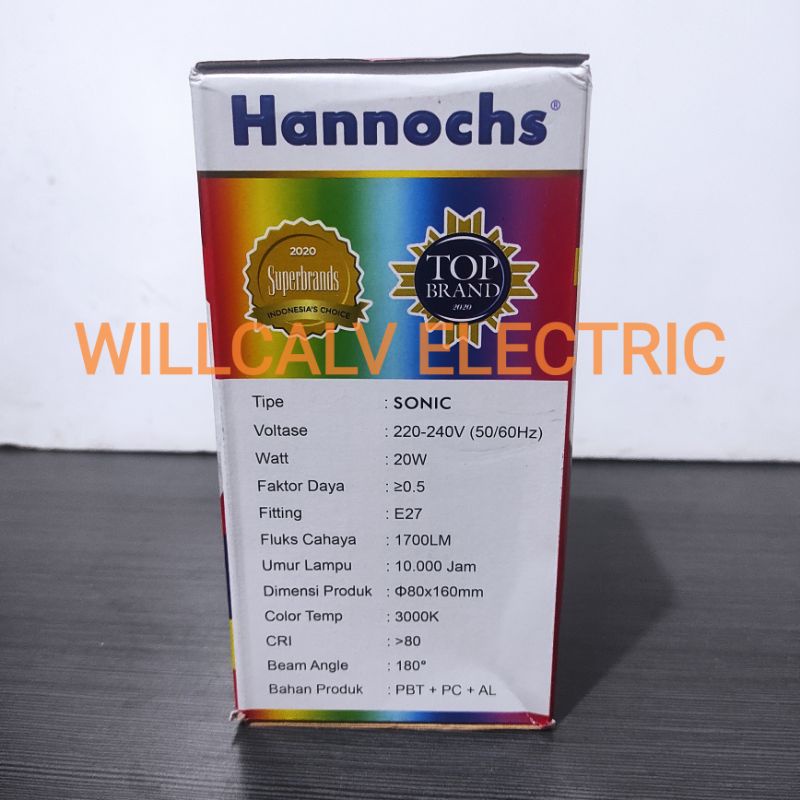 Hannochs®
2020
Superbrands
INDONESIA'S CHOICE
TOP
BRAND
2020
WILLCALV ELECTRIC
Tipe : SONIC
Voltase : 220-240V (50/60Hz)
Watt : 20W
Faktor Daya : ≥0.5
Fitting : E27
Fluks Cahaya : 1700LM
Umur Lampu : 10.000 Jam
Dimensi Produk : Φ80x160mm
Color Temp : 3000K
CRI : >80
Beam Angle : 180°
Bahan Produk : PBT + PC + AL